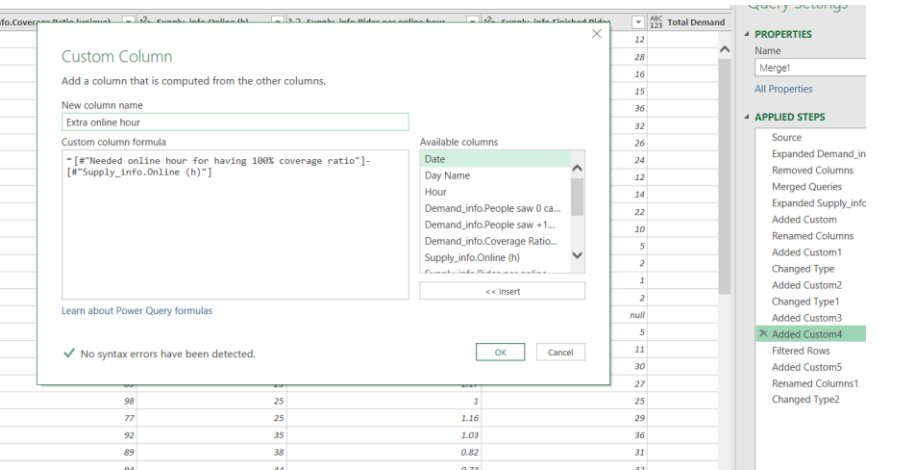 fo.Coverage Ratio (unique)
Supply_info.Online (h)
1.2 Supply_info.Rides per online hour
Supply_info.Finished Rides
ABC 123 Total Demand
Query Settings
PROPERTIES
Name
Merge1
All Properties
APPLIED STEPS
Source
Expanded Demand_in
Removed Columns
Merged Queries
Expanded Supply_info
Added Custom
Renamed Columns
Added Custom1
Changed Type
Added Custom2
Changed Type1
Added Custom3
Added Custom4
Filtered Rows
Added Custom5
Renamed Columns1
Changed Type2
Custom Column
Add a column that is computed from the other columns.
New column name
Extra online hour
Custom column formula
= [#"Needed online hour for having 100% coverage ratio"]-
[#"Supply_info.Online (h)"]
Available columns
Date
Day Name
Hour
Demand_info.People saw 0 ca...
Demand_info.People saw +1...
Demand_info.Coverage Ratio...
Supply_info.Online (h)
<< Insert
Learn about Power Query formulas
No syntax errors have been detected.
OK
Cancel
12
28
16
15
36
32
26
24
12
14
22
10
5
2
1
2
null
5
11
30
27
98 25 1 25
77 25 1.16 29
92 35 1.03 36
89 38 0.82 31
94 44 0.73 32